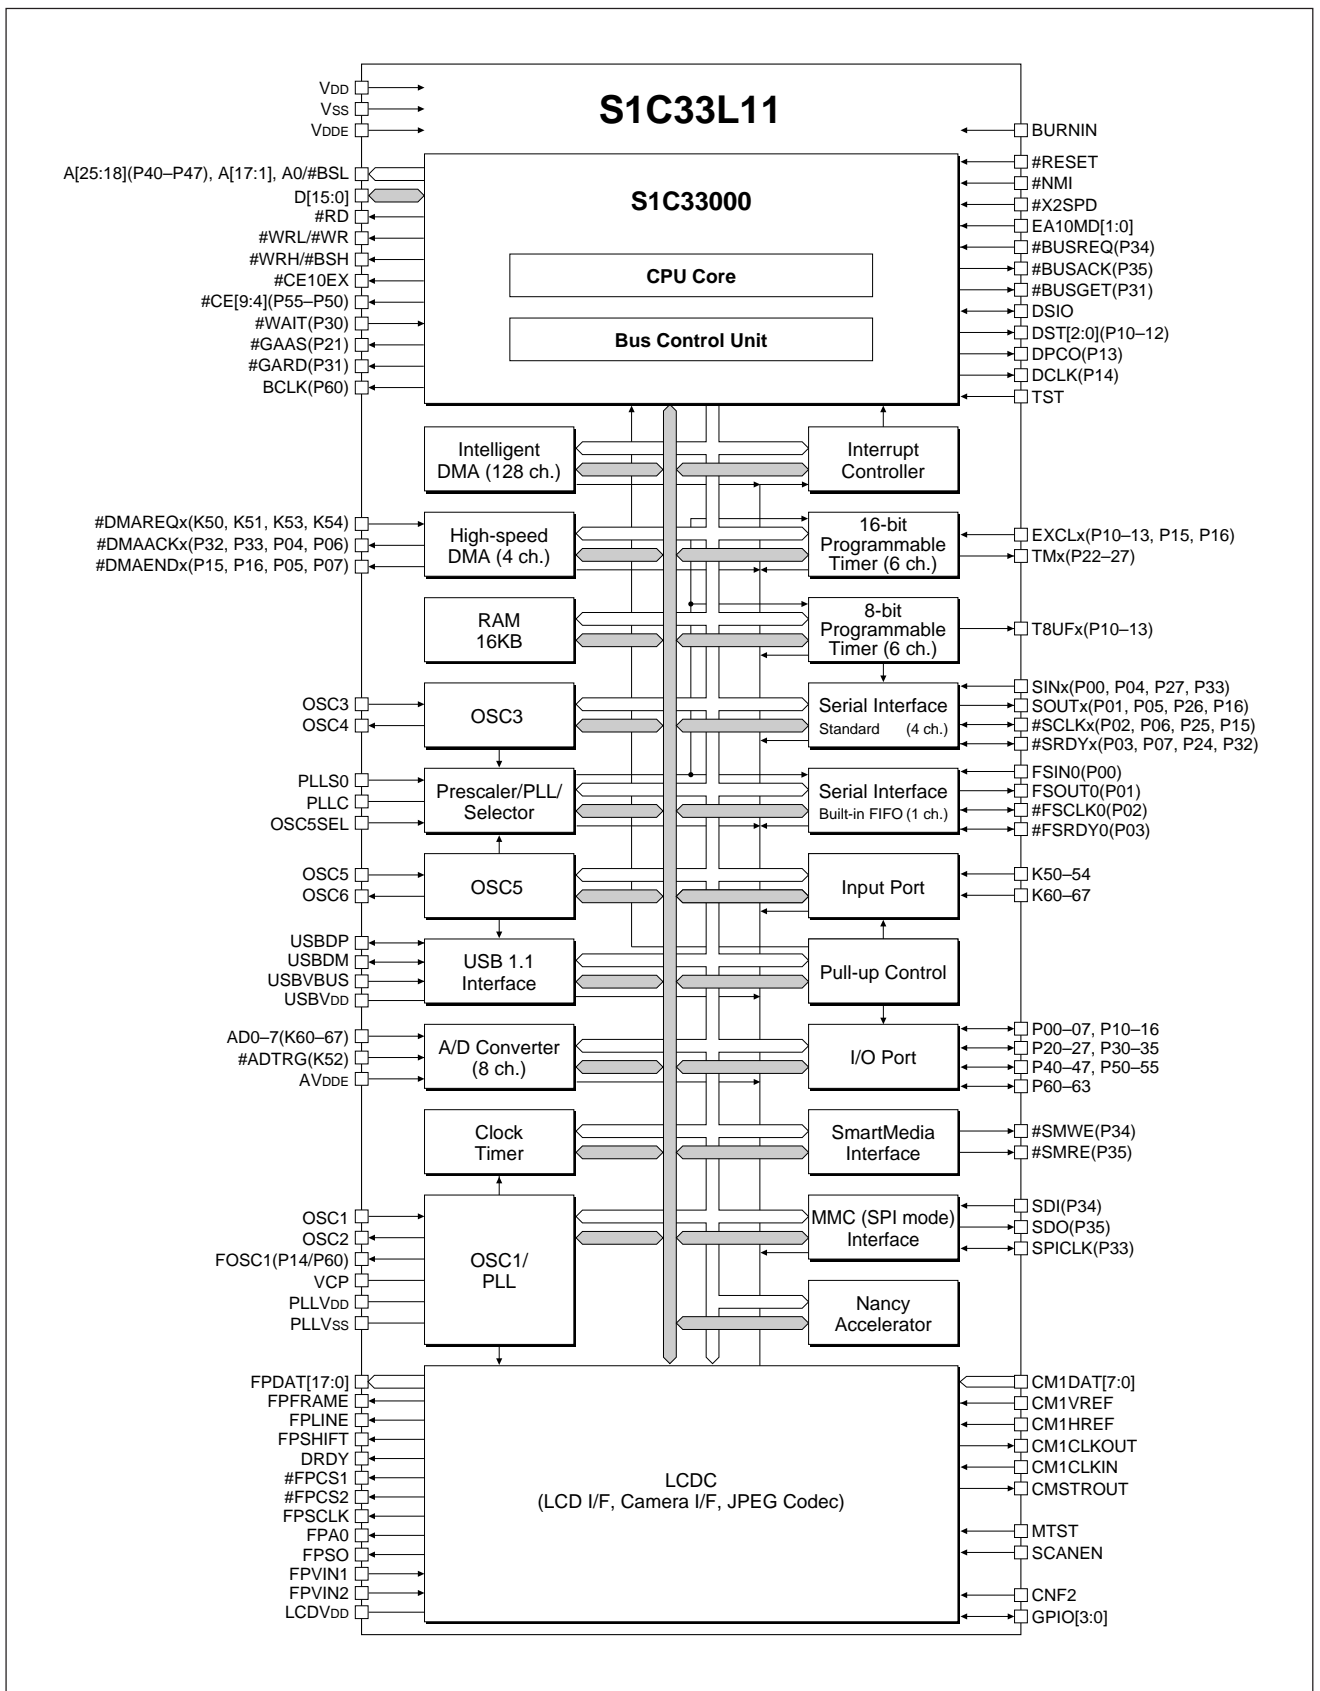 S1C33L11
VDD
VSS
VDDE
A[25:18](P40–P47), A[17:1], A0/#BSL
D[15:0]
#RD
#WRL/#WR
#WRH/#BSH
#CE10EX
#CE[9:4](P55–P50)
#WAIT(P30)
#GAAS(P21)
#GARD(P31)
BCLK(P60)
S1C33000
CPU Core
Bus Control Unit
BURNIN
#RESET
#NMI
#X2SPD
EA10MD[1:0]
#BUSREQ(P34)
#BUSACK(P35)
#BUSGET(P31)
DSIO
DST[2:0](P10–12)
DPCO(P13)
DCLK(P14)
TST
Intelligent
DMA (128 ch.)
Interrupt
Controller
#DMAREQx(K50, K51, K53, K54)
#DMAACKx(P32, P33, P04, P06)
#DMAENDx(P15, P16, P05, P07)
High-speed
DMA (4 ch.)
16-bit
Programmable
Timer (6 ch.)
EXCLx(P10–13, P15, P16)
TMx(P22–27)
RAM
16KB
8-bit
Programmable
Timer (6 ch.)
T8UFx(P10–13)
OSC3
OSC4
OSC3
Serial Interface
Standard (4 ch.)
SINx(P00, P04, P27, P33)
SOUTx(P01, P05, P26, P16)
#SCLKx(P02, P06, P25, P15)
#SRDYx(P03, P07, P24, P32)
PLLS0
PLLC
OSC5SEL
Prescaler/PLL/
Selector
Serial Interface
Built-in FIFO (1 ch.)
FSIN0(P00)
FSOUT0(P01)
#FSCLK0(P02)
#FSRDY0(P03)
OSC5
OSC6
OSC5
Input Port
K50–54
K60–67
USBDP
USBDM
USBVBUS
USBVDD
USB 1.1
Interface
Pull-up Control
AD0–7(K60–67)
#ADTRG(K52)
AVDDE
A/D Converter
(8 ch.)
I/O Port
P00–07, P10–16
P20–27, P30–35
P40–47, P50–55
P60–63
Clock
Timer
SmartMedia
Interface
#SMWE(P34)
#SMRE(P35)
OSC1
OSC2
FOSC1(P14/P60)
VCP
PLLVDD
PLLVSS
OSC1/
PLL
MMC (SPI mode)
Interface
SDI(P34)
SDO(P35)
SPICLK(P33)
Nancy
Accelerator
FPDAT[17:0]
FPFRAME
FPLINE
FPSHIFT
DRDY
#FPCS1
#FPCS2
FPSCLK
FPA0
FPSO
FPVIN1
FPVIN2
LCDVDD
LCDC
(LCD I/F, Camera I/F, JPEG Codec)
CM1DAT[7:0]
CM1VREF
CM1HREF
CM1CLKOUT
CM1CLKIN
CMSTROUT
MTST
SCANEN
CNF2
GPIO[3:0]